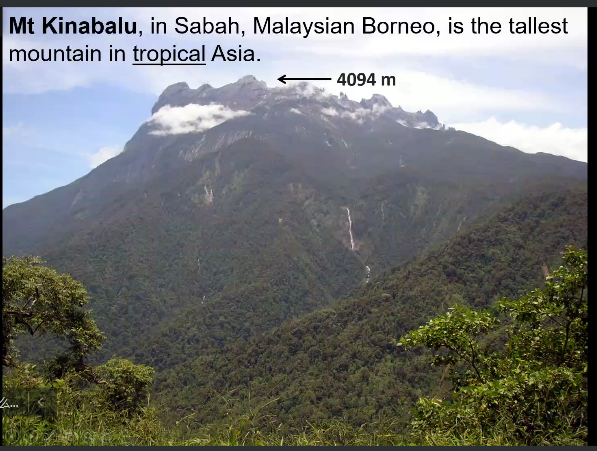 Mt Kinabalu, in Sabah, Malaysian Borneo, is the tallest
mountain in tropical Asia.
4094 m